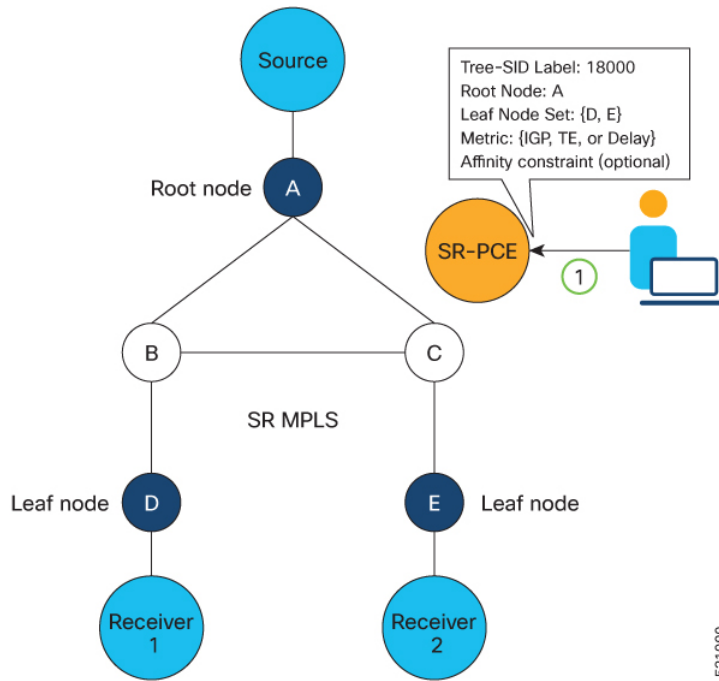 Source
Tree-SID Label: 18000
Root Node: A
Leaf Node Set: {D, E}
Metric: {IGP, TE, or Delay}
Affinity constraint (optional)
Root node
A
SR-PCE
1
B
C
SR MPLS
Leaf node
D
E
Leaf node
Receiver
1
Receiver
2